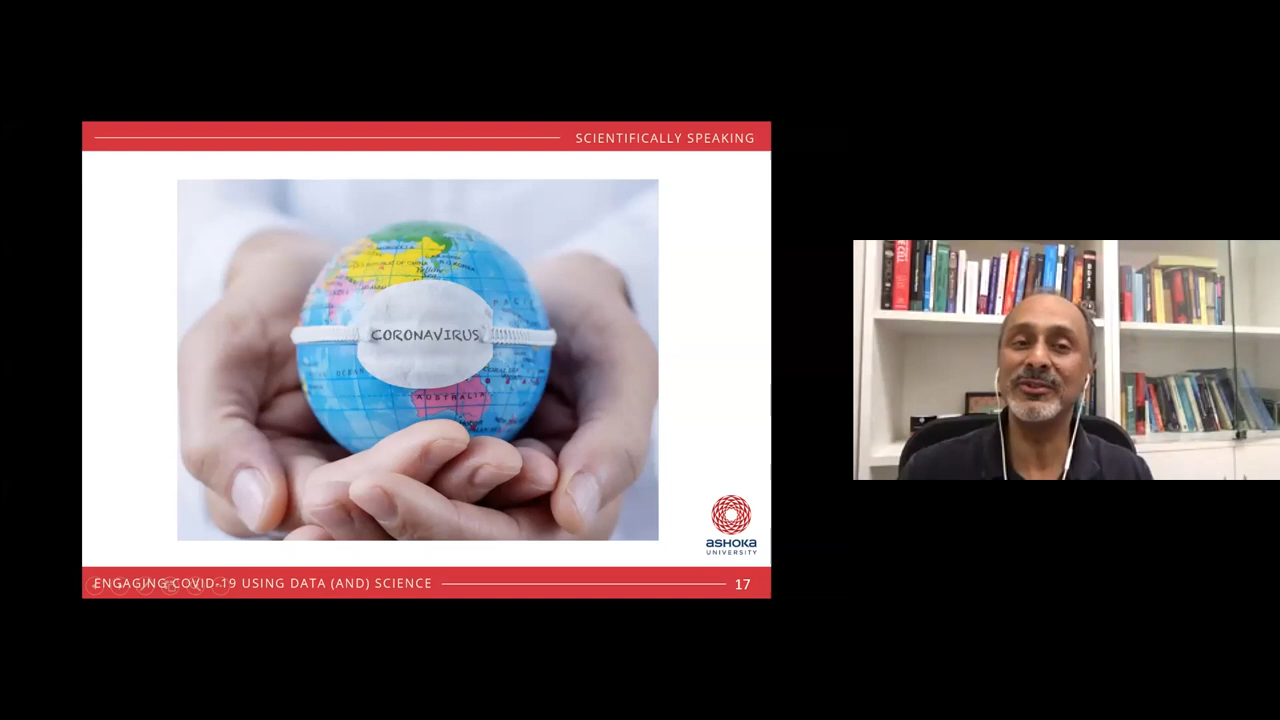 SCIENTIFICALLY SPEAKING
CORONAVIRUS
AUSTRALIA
ASHOKA
UNIVERSITY
ENGAGING COVID-19 USING DATA (AND) SCIENCE
17